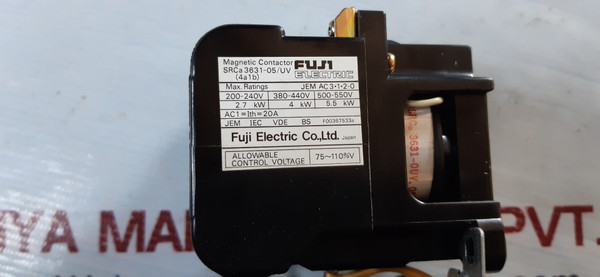 Magnetic Contactor FUJI
SRCa 3631-05/UV ELECTRIC
(4a1b)
Max. Ratings JEM AC3-1-2-0
200-240V 380-440V 500-550V
2.7 kW 4 kW 5.5 kW
AC1=Ith=20A
JEM IEC VDE BS
Fuji Electric Co.,Ltd. Japan
ALLOWABLE
CONTROL VOLTAGE 75~110%V
3631-0UV
PVT.